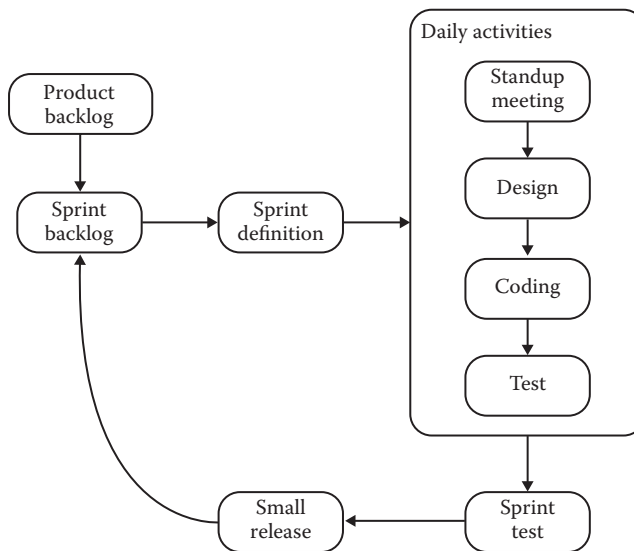 Daily activities
Standup
meeting
Product
backlog
Design
Sprint
backlog
Sprint
definition
Coding
Test
Small
release
Sprint
test